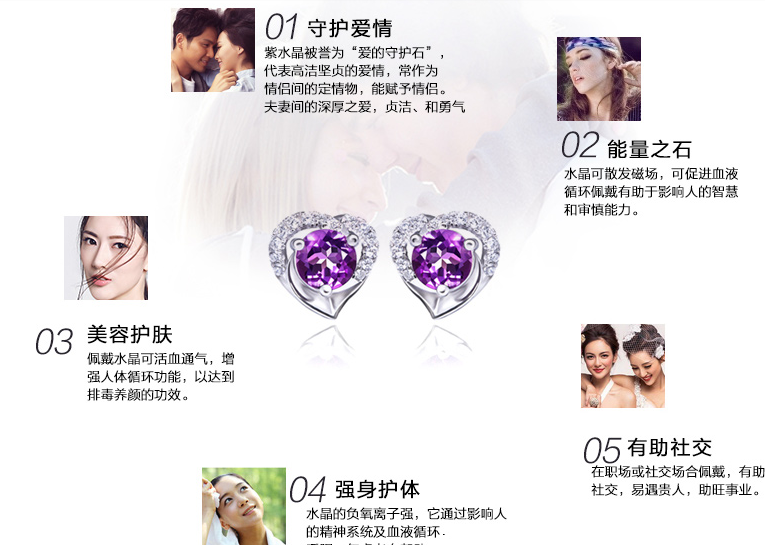 01 守护爱情
紫水晶被誉为“爱的守护石”，
代表高洁坚贞的爱情，常作为
情侣间的定情物，能赋予情侣。
夫妻间的深厚之爱，贞洁、和勇气
02 能量之石
水晶可散发磁场，可促进血液
循环佩戴有助于影响人的智慧
和审慎能力。
03 美容护肤
佩戴水晶可活血通气，增
强人体循环功能，以达到
排毒养颜的功效。
04 强身护体
水晶的负氧离子强，它通过影响人
的精神系统及血液循环.
05 有助社交
在职场或社交场合佩戴，有助
社交，易遇贵人，助旺事业。